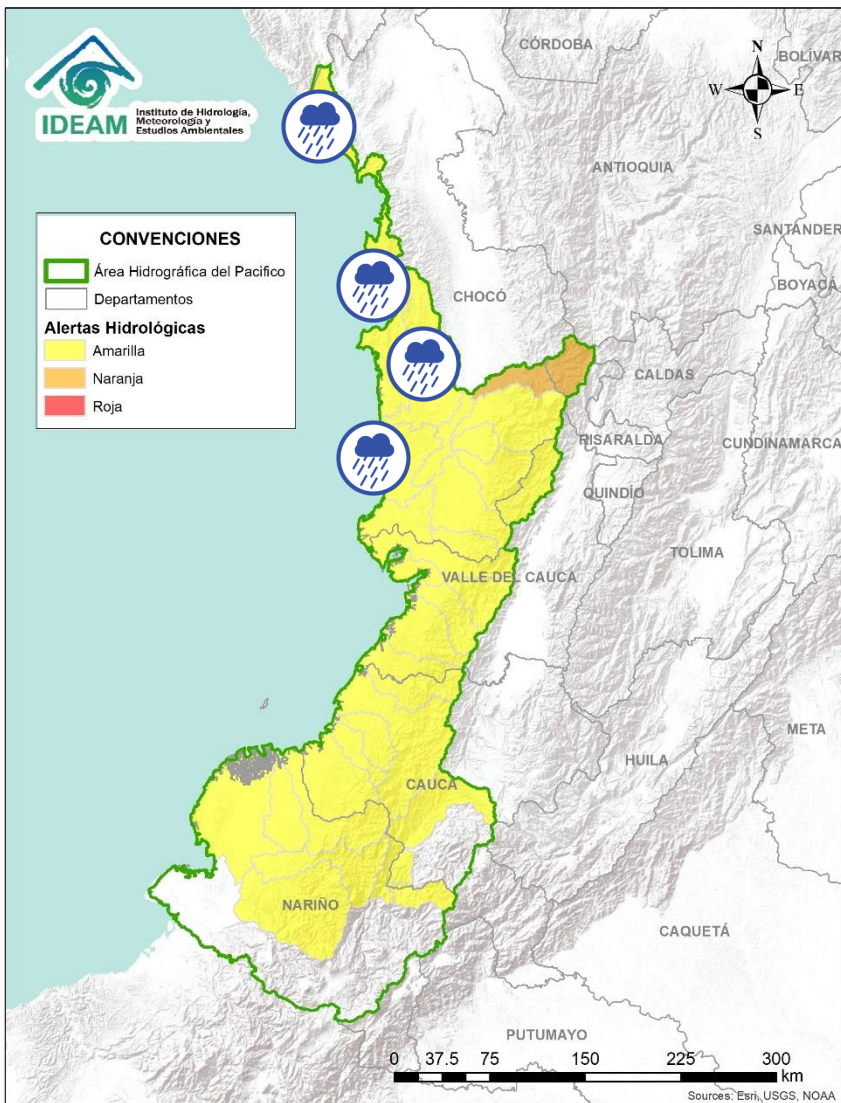 CÓRDOBA
BOLÍVAR
N
W
E
S
IDEAM
Instituto de Hidrología,
Meteorología y
Estudios Ambientales
ANTIOQUIA
SANTANDER
BOYACÁ
CONVENCIONES
Área Hidrográfica del Pacifico
Departamentos
Alertas Hidrológicas
Amarilla
Naranja
Roja
CHOCÓ
CALDAS
RISARALDA
CUNDINAMARCA
QUINDÍO
TOLIMA
VALLE DEL CAUCA
META
HUILA
CAUCA
NARIÑO
CAQUETÁ
PUTUMAYO
0 37.5 75 150 225 300
km
Sources: Esri, USGS, NOAA